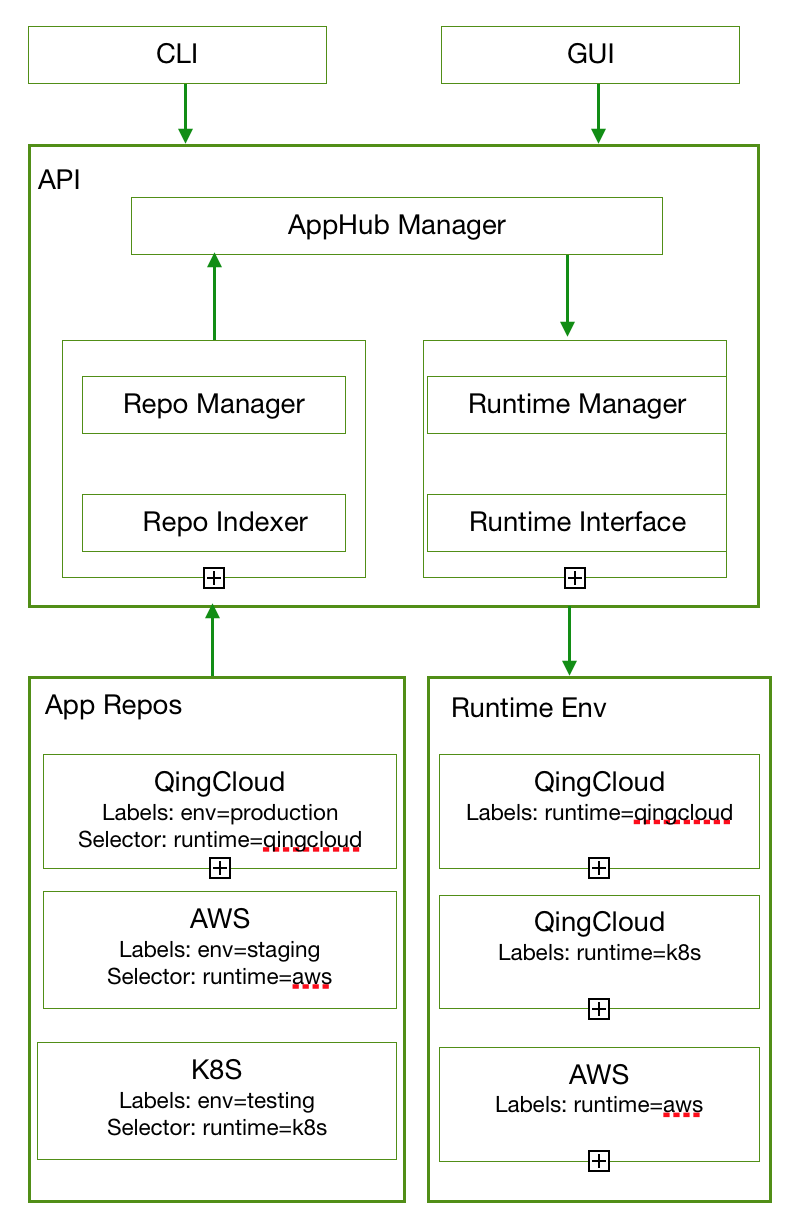 CLI
GUI
API
AppHub Manager
Repo Manager
Runtime Manager
Repo Indexer
Runtime Interface
App Repos
QingCloud
Labels: env=production
Selector: runtime=qingcloud
AWS
Labels: env=staging
Selector: runtime=aws
K8S
Labels: env=testing
Selector: runtime=k8s
Runtime Env
QingCloud
Labels: runtime=qingcloud
QingCloud
Labels: runtime=k8s
AWS
Labels: runtime=aws